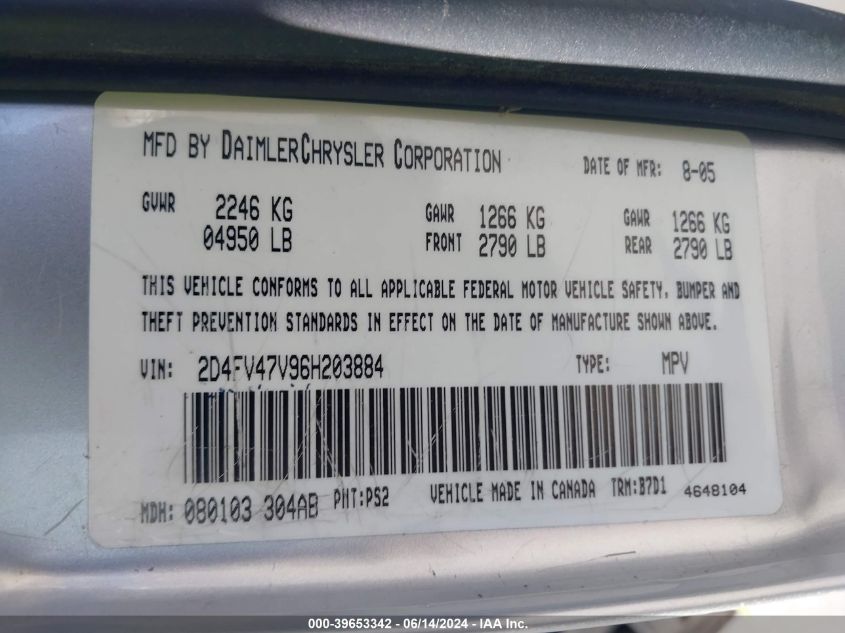 MFD BY DAIMLERCHRYSLER CORPORATION DATE OF MFR: 8-05
GVWR 2246 KG GAWR 1266 KG GAWR 1266 KG
04950 LB FRONT 2790 LB REAR 2790 LB
THIS VEHICLE CONFORMS TO ALL APPLICABLE FEDERAL MOTOR VEHICLE SAFETY, BUMPER AND
THEFT PREVENTION STANDARDS IN EFFECT ON THE DATE OF MANUFACTURE SHOWN ABOVE.
VIN: 2D4FV47V96H203884 TYPE: MPV
MDH: 080103 304AB PNT:PS2 VEHICLE MADE IN CANADA TRM:B7D1 4648104
000-39653342 - 06/14/2024 - IAA Inc.